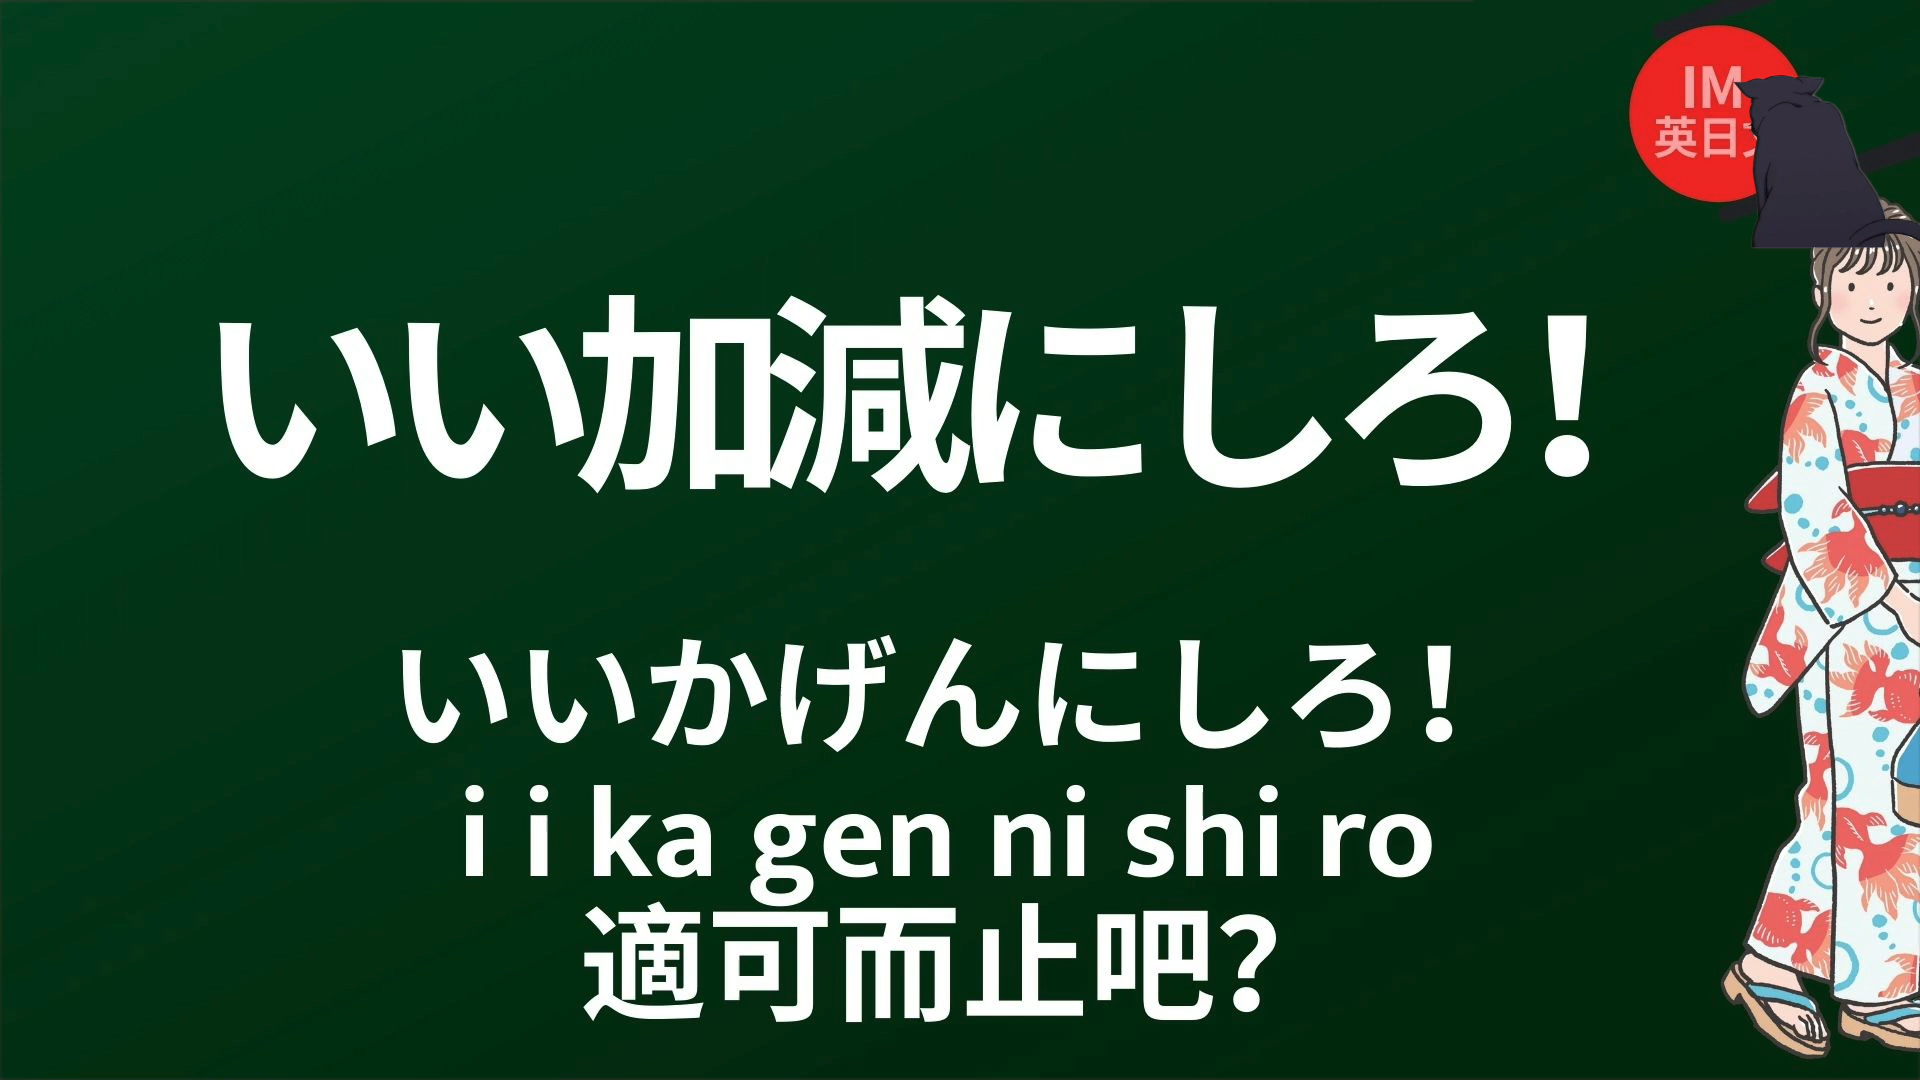 IM
英日
いい加減にしろ！
いいかげんにしろ！
i i ka gen ni shi ro
適可而止吧？